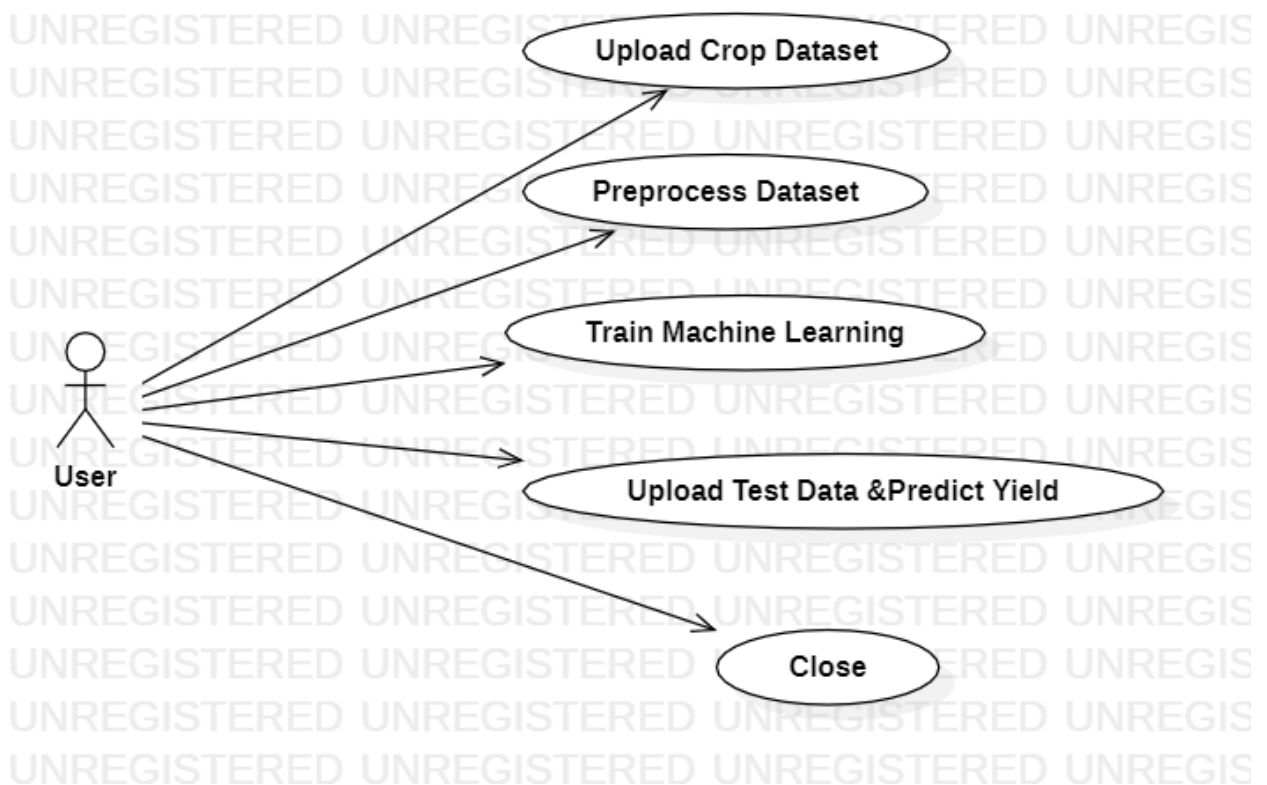 Upload Crop Dataset
Preprocess Dataset
Train Machine Learning
User
Upload Test Data &Predict Yield
Close
UNREGISTERED UNREGISTERED UNREGISTERED UNREGIS